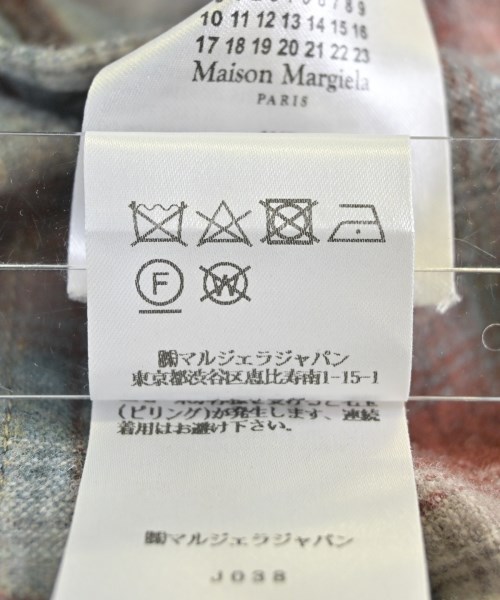 10 11 12 13 14 15 16
17 18 19 20 21 22 23
Maison Margiela
PARIS
F
W
㈱マルジェラジャパン
東京都渋谷区恵比寿南1-15-1
(ピリング)が発生します、連続
着用はお避け下さい。
㈱マルジェラジャパン
J038